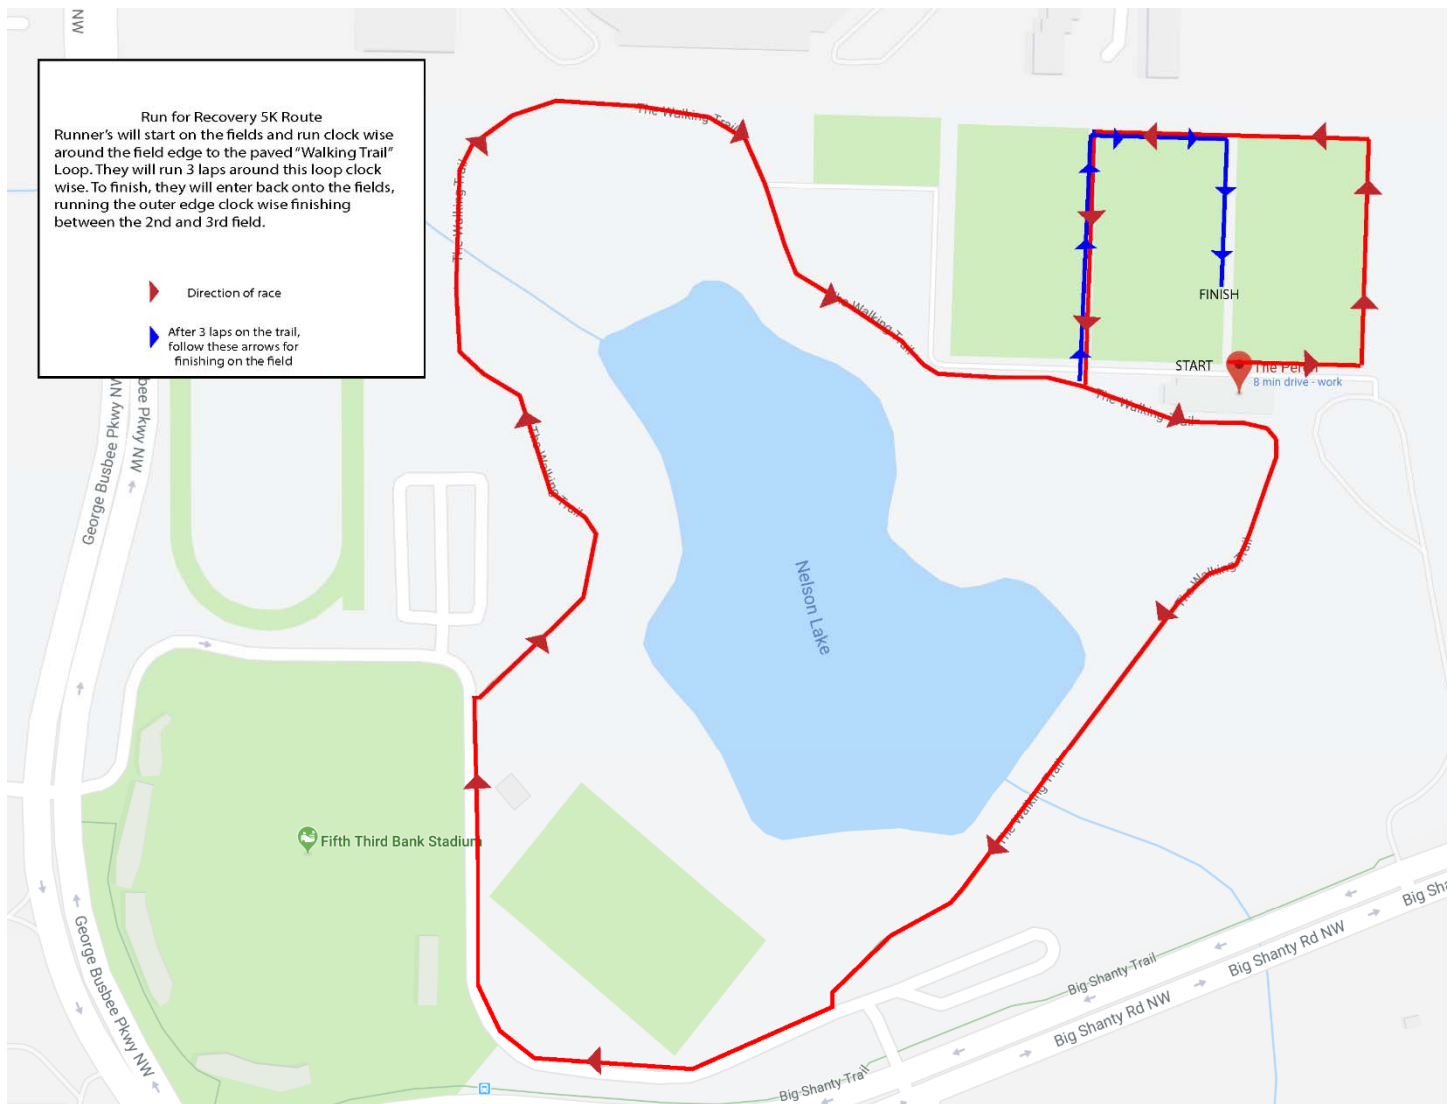 NW
Run for Recovery 5K Route
Runner's will start on the fields and run clock wise
around the field edge to the paved "Walking Trail"
Loop. They will run 3 laps around this loop clock
wise. To finish, they will enter back onto the fields,
running the outer edge clock wise finishing
between the 2nd and 3rd field.
Direction of race
After 3 laps on the trail,
follow these arrows for
finishing on the field
The Walking Trail
The Walking Trail
The Walking Trail
The Walking Trail
The Walking Trail
The Walking Trail
The Walking Trail
FINISH
START
8 min drive - work
George Busbee Pkwy NW
bee Pkwy NW
Nelson Lake
Fifth Third Bank Stadium
George Busbee Pkwy NW
Big Shanty Trail
Big Shanty Rd NW
Big Shanty Rd NW
Big Sha
Big Shanty Trail